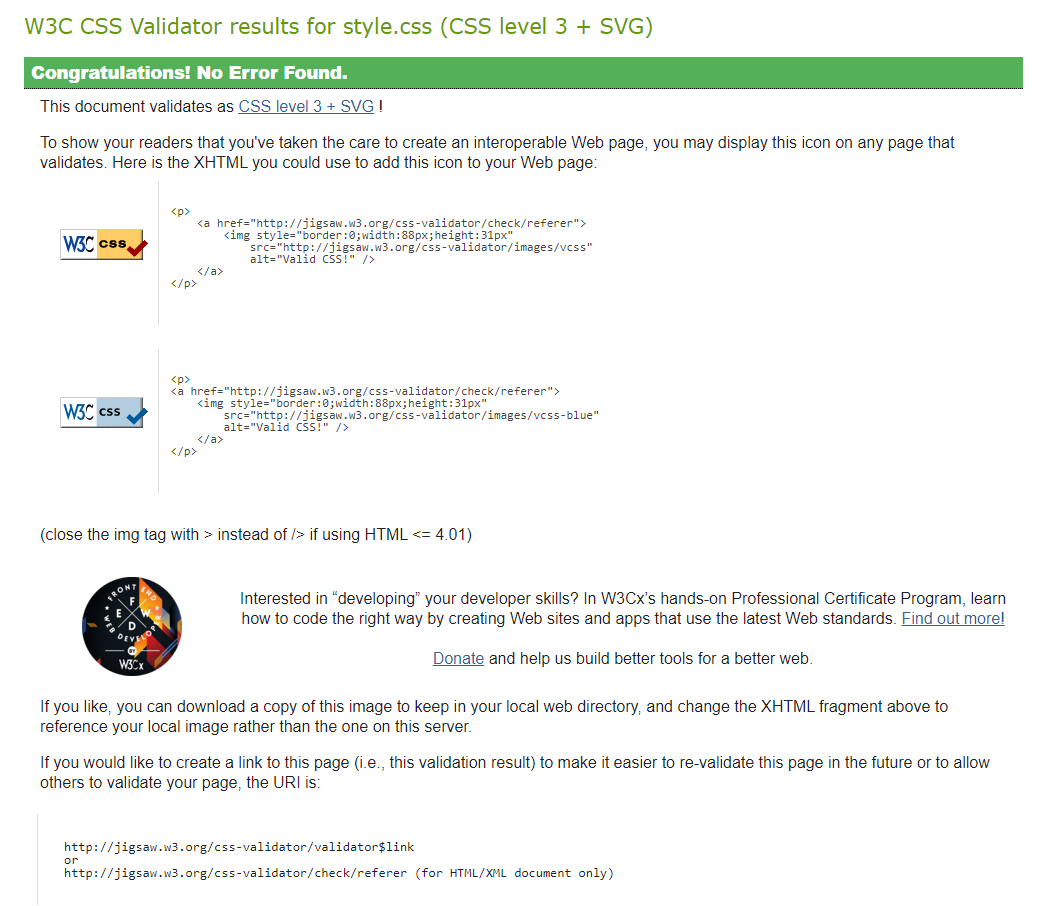 W3C CSS Validator results for style.css (CSS level 3 + SVG)
Congratulations! No Error Found.
This document validates as CSS level 3 + SVG !
To show your readers that you've taken the care to create an interoperable Web page, you may display this icon on any page that
validates. Here is the XHTML you could use to add this icon to your Web page:
W3C css
<p>
<a href="http://jigsaw.w3.org/css-validator/check/referer">
<img style="border:0;width:88px;height:31px"
src="http://jigsaw.w3.org/css-validator/images/vcss"
alt="Valid CSS!" />
</a>
</p>
W3C css
<p>
<a href="http://jigsaw.w3.org/css-validator/check/referer">
<img style="border:0;width:88px;height:31px"
src="http://jigsaw.w3.org/css-validator/images/vcss-blue"
alt="Valid CSS!" />
</a>
</p>
(close the img tag with > instead of /> if using HTML <= 4.01)
FRONT END
F
E W
D
WEB DEVELOPER
BY
W3Cx
Interested in “developing” your developer skills? In W3Cx’s hands-on Professional Certificate Program, learn
how to code the right way by creating Web sites and apps that use the latest Web standards. Find out more!
Donate and help us build better tools for a better web.
If you like, you can download a copy of this image to keep in your local web directory, and change the XHTML fragment above to
reference your local image rather than the one on this server.
If you would like to create a link to this page (i.e., this validation result) to make it easier to re-validate this page in the future or to allow
others to validate your page, the URI is:
http://jigsaw.w3.org/css-validator/validator$link
or
http://jigsaw.w3.org/css-validator/check/referer (for HTML/XML document only)